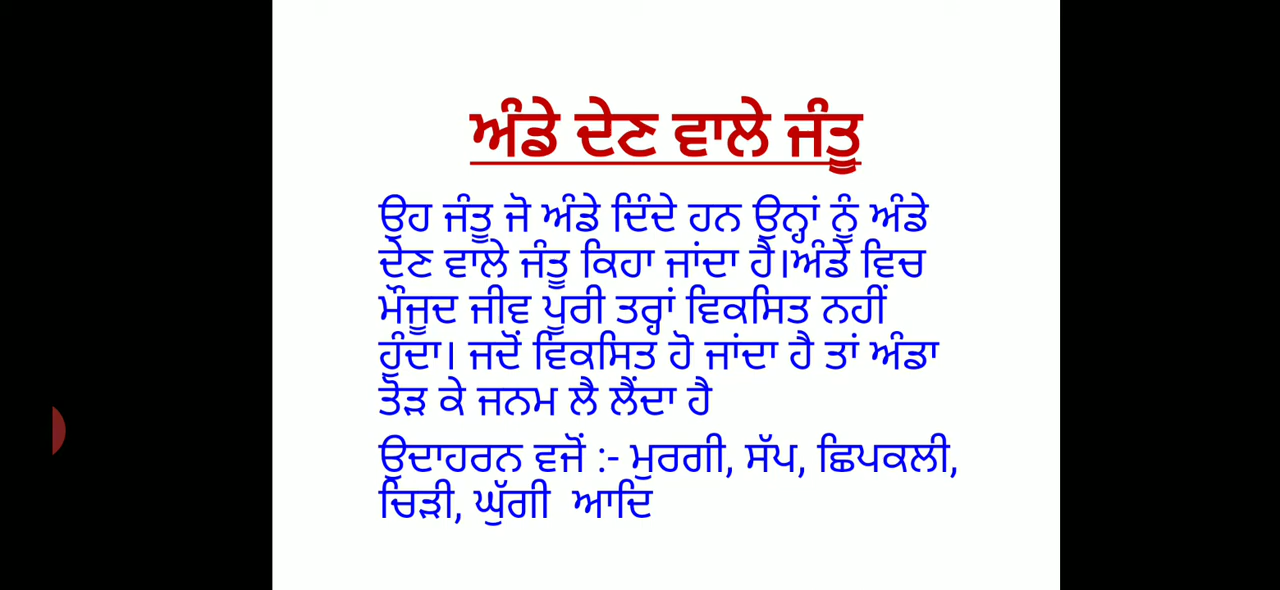 ਅੰਡੇ ਦੇਣ ਵਾਲੇ ਜੰਤੂ
ਉਹ ਜੰਤੂ ਜੋ ਅੰਡੇ ਦਿੰਦੇ ਹਨ ਉਨ੍ਹਾਂ ਨੂੰ ਅੰਡੇ
ਦੇਣ ਵਾਲੇ ਜੰਤੂ ਕਿਹਾ ਜਾਂਦਾ ਹੈ।ਅੰਡੇ ਵਿਚ
ਮੌਜੂਦ ਜੀਵ ਪੂਰੀ ਤਰ੍ਹਾਂ ਵਿਕਸਿਤ ਨਹੀਂ
ਹੁੰਦਾ। ਜਦੋਂ ਵਿਕਸਿਤ ਹੋ ਜਾਂਦਾ ਹੈ ਤਾਂ ਅੰਡਾ
ਤੋੜ ਕੇ ਜਨਮ ਲੈ ਲੈਂਦਾ ਹੈ
ਉਦਾਹਰਨ ਵਜੋਂ :- ਮੁਰਗੀ, ਸੱਪ, ਛਿਪਕਲੀ,
ਚਿੜੀ, ਘੁੱਗੀ  ਆਦਿ